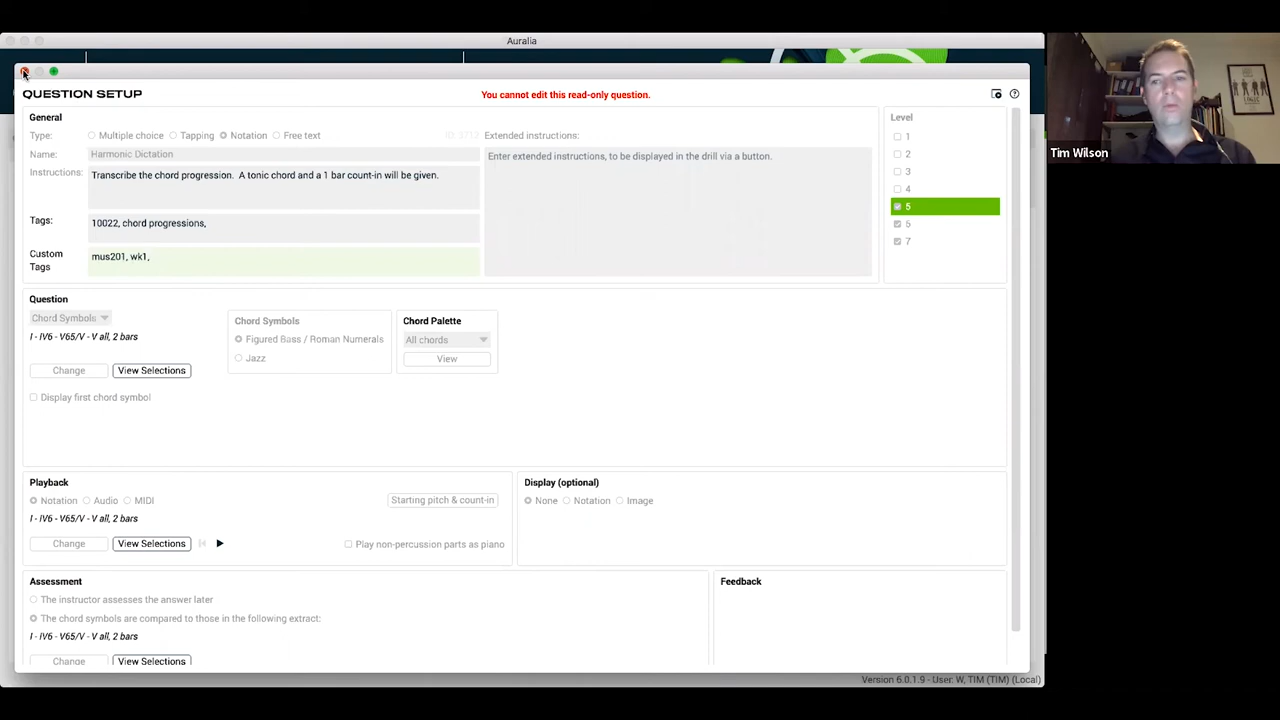 Auralia
QUESTION SETUP
You cannot edit this read-only question.
General
Type:
Multiple choice
Tapping
Notation
Free text
Extended instructions:
Name:
Harmonic Dictation
Enter extended instructions, to be displayed in the drill via a button.
Instructions:
Transcribe the chord progression. A tonic chord and a 1 bar count-in will be given.
Tags:
10022, chord progressions,
Custom
Tags
mus201, wk1,
Level
1
2
3
4
5
6
7
Tim Wilson
Question
Chord Symbols
I - IV6 - V65/V - V all, 2 bars
Change
View Selections
Display first chord symbol
Chord Symbols
Figured Bass / Roman Numerals
Jazz
Chord Palette
All chords
View
Playback
Notation
Audio
MIDI
Starting pitch & count-in
I - IV6 - V65/V - V all, 2 bars
Change
View Selections
Play non-percussion parts as piano
Display (optional)
None
Notation
Image
Assessment
The instructor assesses the answer later
The chord symbols are compared to those in the following extract:
I - IV6 - V65/V - V all, 2 bars
Change
View Selections
Feedback
Version 6.0.1.9 - User: W, TIM (TIM) (Local)